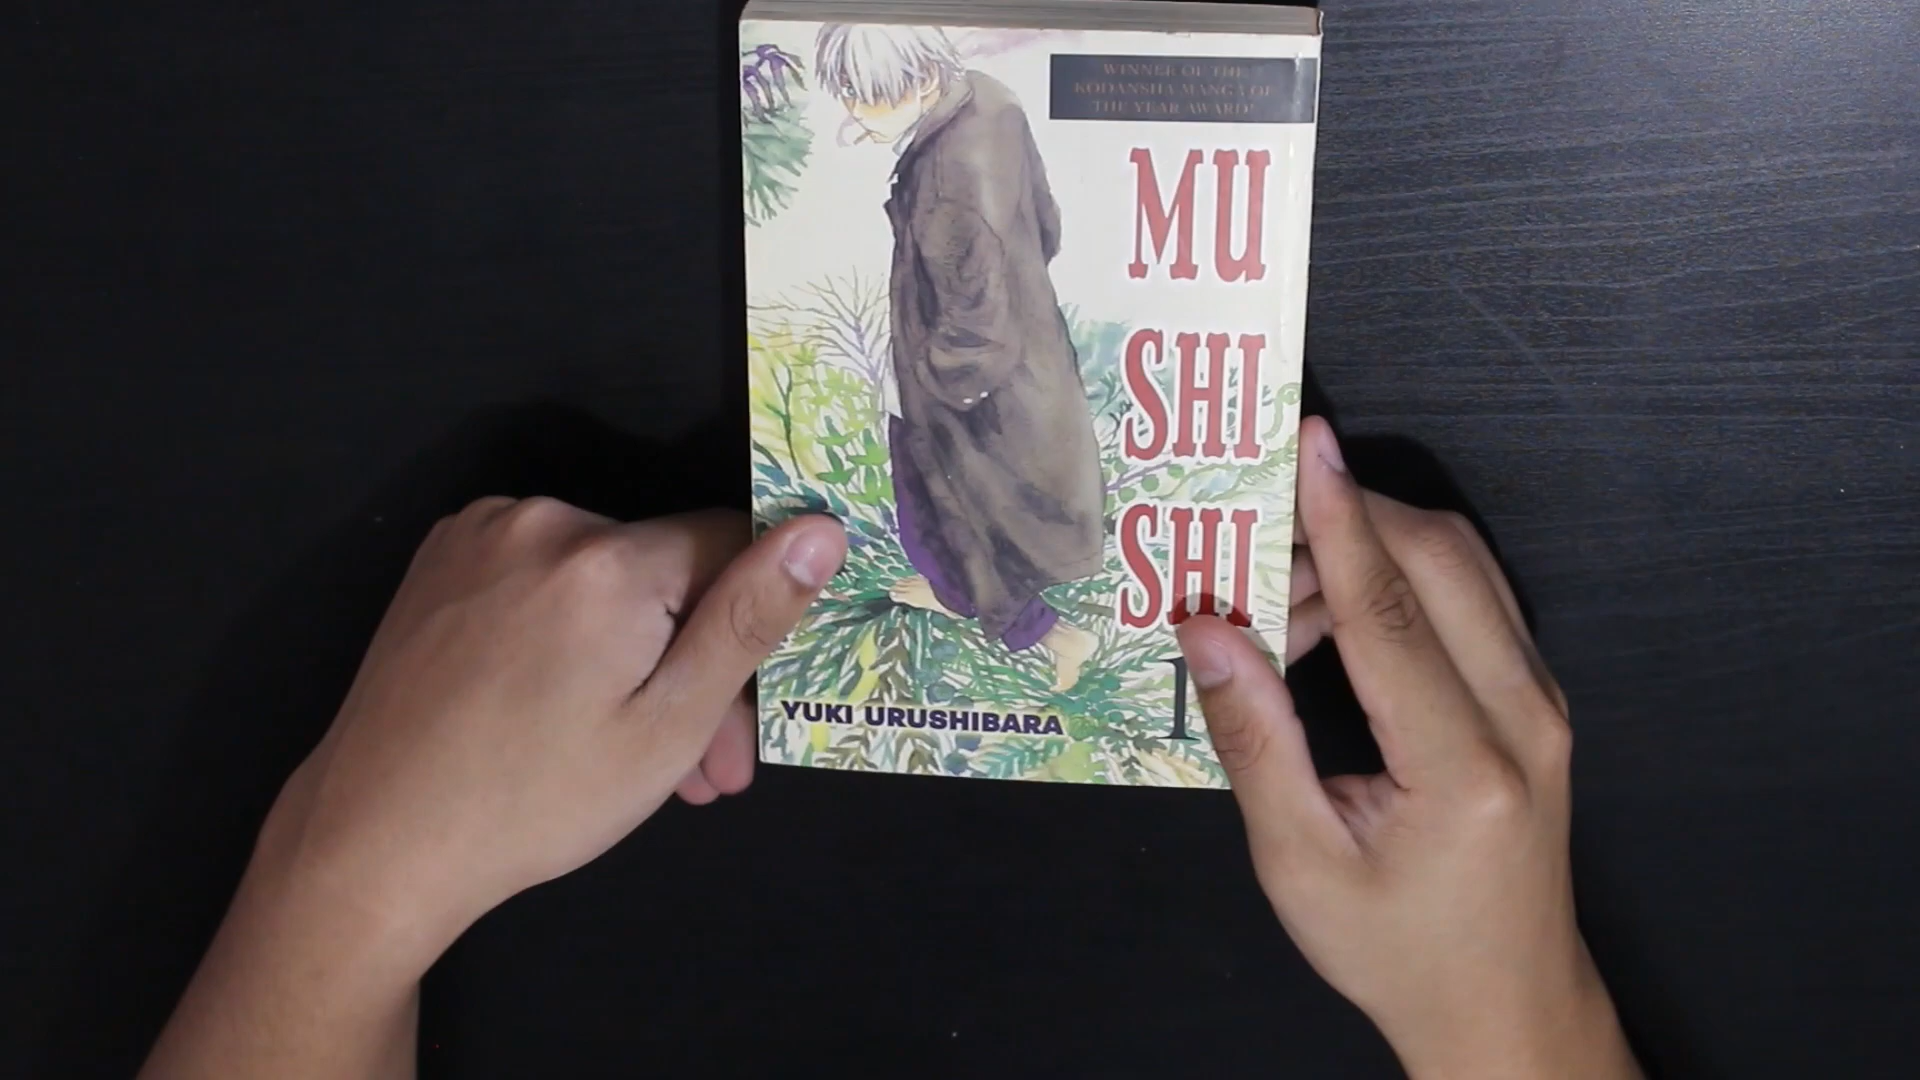 WINNER OF THE
KODANSHA MANGA OF
THE YEAR AWARD!
MU
SHI
SHI
1
YUKI URUSHIBARA